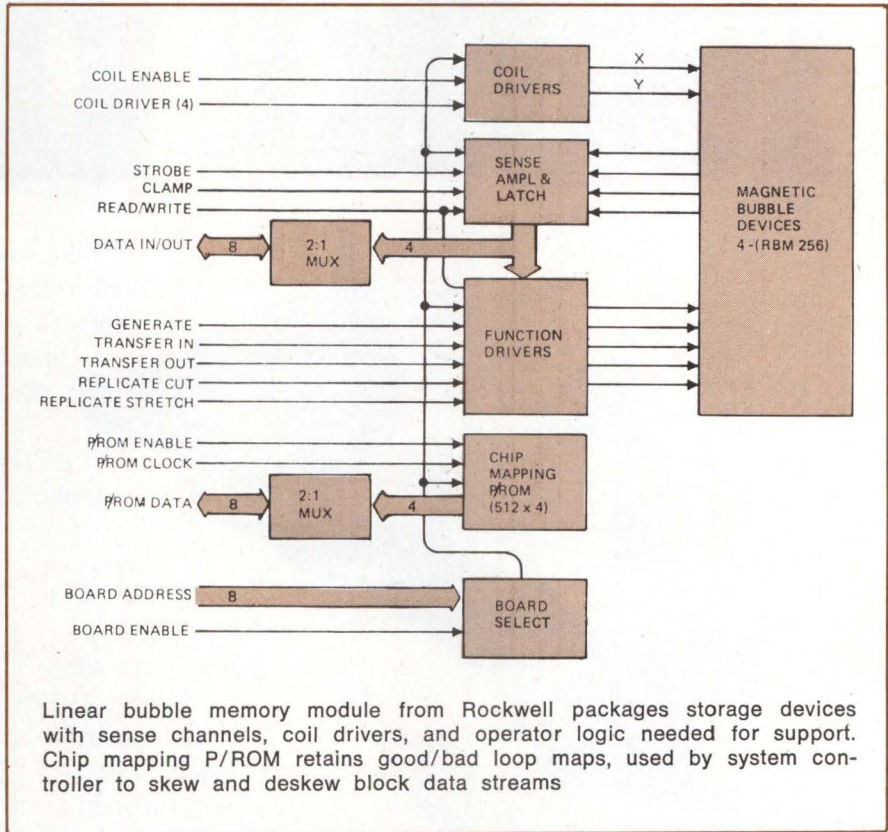 COIL ENABLE
COIL DRIVER (4)
COIL
DRIVERS
X
Y
STROBE
CLAMP
READ/WRITE
SENSE
AMPL &
LATCH
DATA IN/OUT
8
2:1
MUX
4
MAGNETIC
BUBBLE
DEVICES
4-(RBM 256)
GENERATE
TRANSFER IN
TRANSFER OUT
REPLICATE CUT
REPLICATE STRETCH
FUNCTION
DRIVERS
P/ROM ENABLE
P/ROM CLOCK
P/ROM DATA
8
2:1
MUX
4
CHIP
MAPPING
P/ROM
(512 x 4)
BOARD ADDRESS
8
BOARD ENABLE
BOARD
SELECT
Linear bubble memory module from Rockwell packages storage devices
with sense channels, coil drivers, and operator logic needed for support.
Chip mapping P/ROM retains good/bad loop maps, used by system con-
troller to skew and deskew block data streams